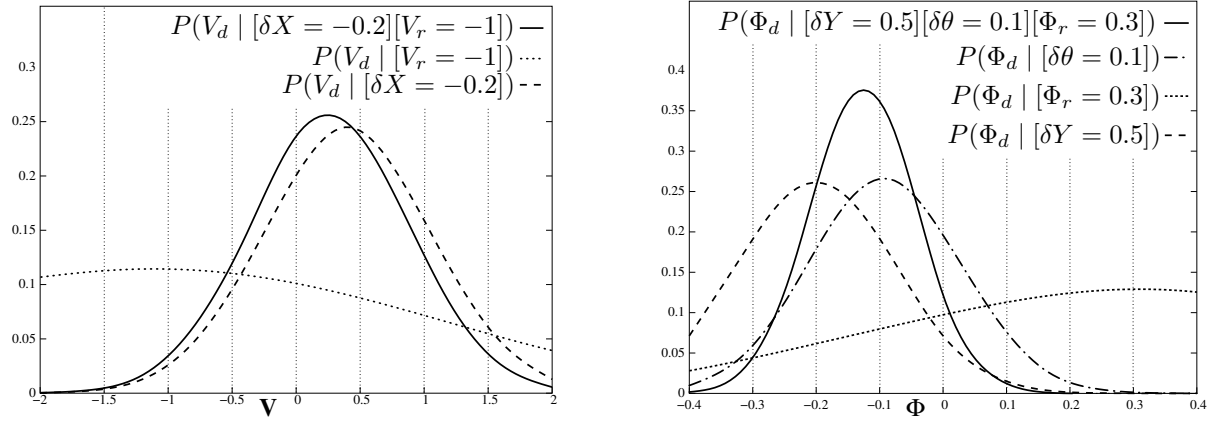 P(V_d | [δX = −0.2][V_r = −1])
P(V_d | [V_r = −1])
P(V_d | [δX = −0.2])
0.3
0.25
0.2
0.15
0.1
0.05
0
−2 −1 −0.5 0 0.5 1 1.5 2
V
P(Φ_d | [δY = 0.5][δθ = 0.1][Φ_r = 0.3])
P(Φ_d | [δθ = 0.1])
P(Φ_d | [Φ_r = 0.3])
P(Φ_d | [δY = 0.5])
0.4
0.35
0.3
0.25
0.2
0.15
0.1
0.05
0
−0.4 −0.3 −0.2 −0.1 0 0.1 0.2 0.3 0.4
Φ